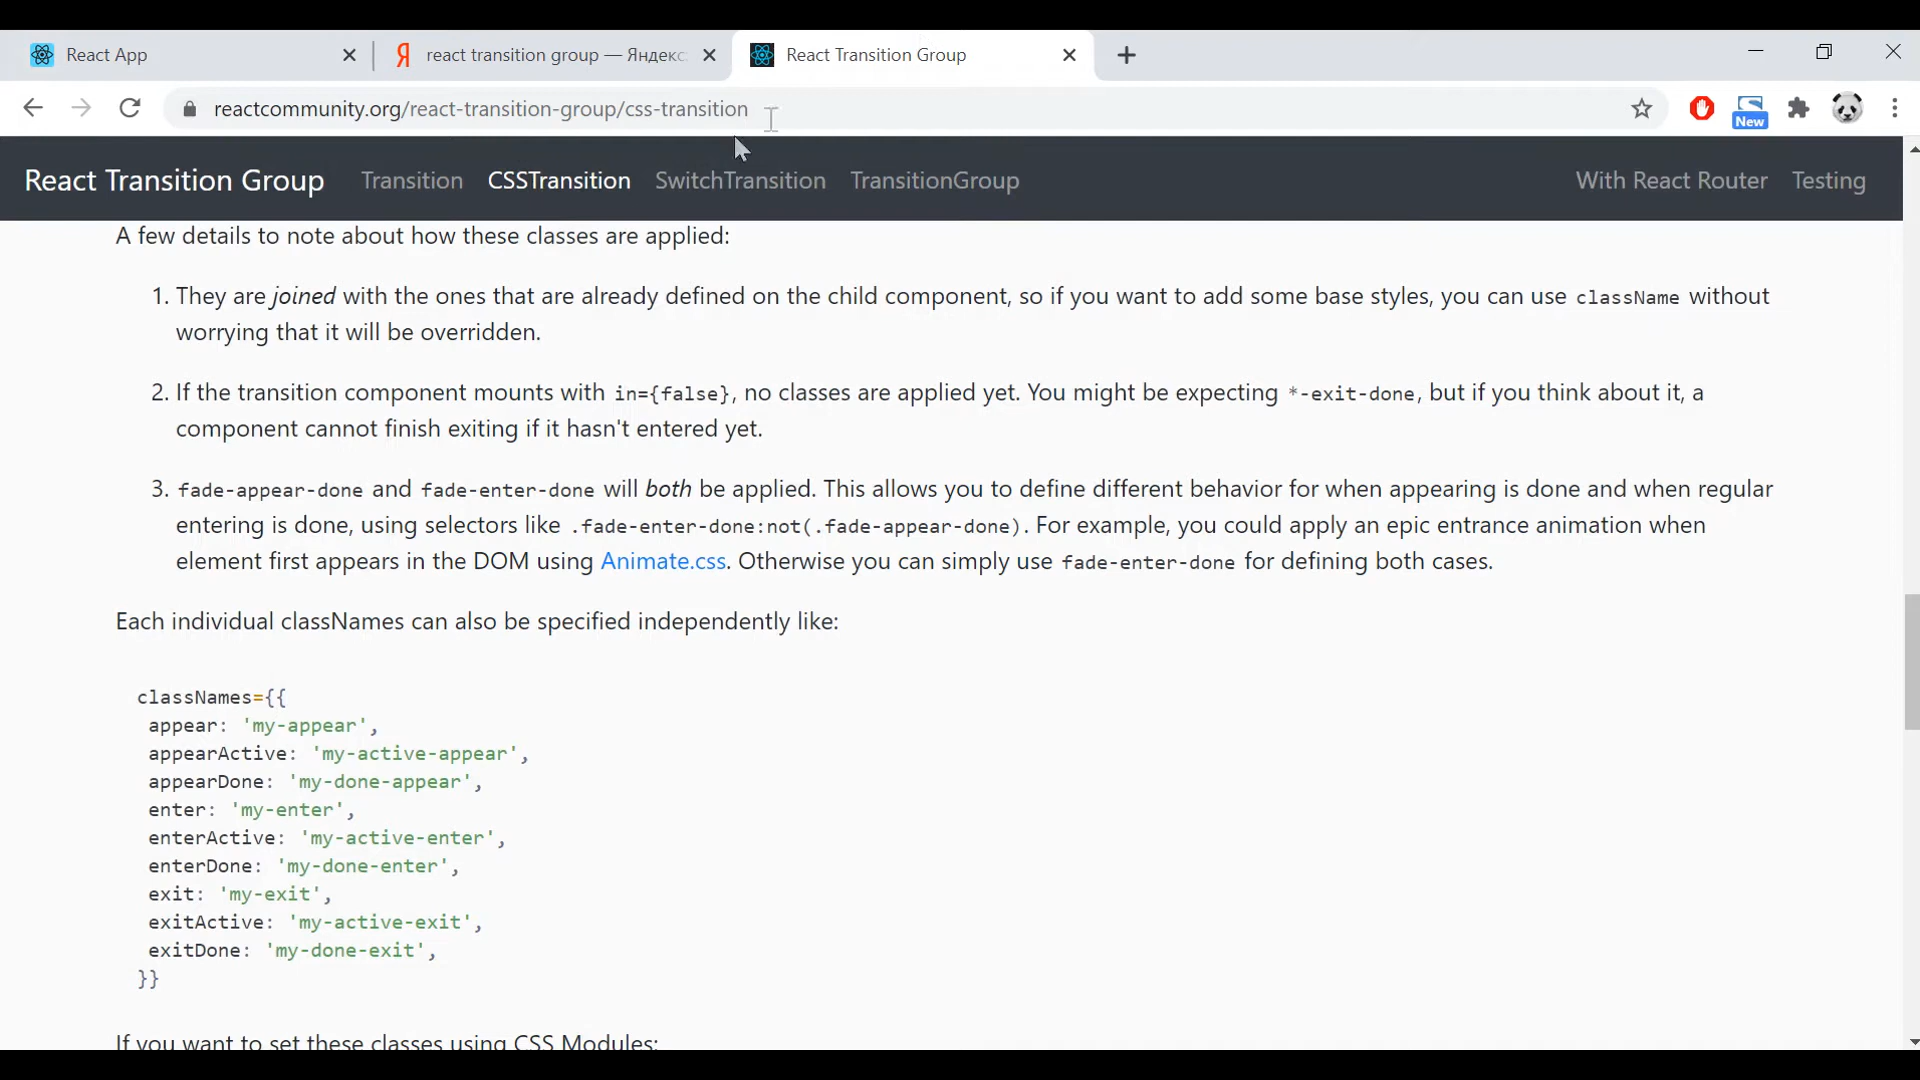 React App
react transition group — Яндекс:
React Transition Group
reactcommunity.org/react-transition-group/css-transition
New
React Transition Group
Transition
CSSTransition
SwitchTransition
TransitionGroup
With React Router
Testing
A few details to note about how these classes are applied:
1. They are joined with the ones that are already defined on the child component, so if you want to add some base styles, you can use className without
worrying that it will be overridden.
2. If the transition component mounts with in={false}, no classes are applied yet. You might be expecting *-exit-done, but if you think about it, a
component cannot finish exiting if it hasn't entered yet.
3. fade-appear-done and fade-enter-done will both be applied. This allows you to define different behavior for when appearing is done and when regular
entering is done, using selectors like .fade-enter-done:not(.fade-appear-done). For example, you could apply an epic entrance animation when
element first appears in the DOM using Animate.css. Otherwise you can simply use fade-enter-done for defining both cases.
Each individual classNames can also be specified independently like:
classNames={{
appear: 'my-appear',
appearActive: 'my-active-appear',
appearDone: 'my-done-appear',
enter: 'my-enter',
enterActive: 'my-active-enter',
enterDone: 'my-done-enter',
exit: 'my-exit',
exitActive: 'my-active-exit',
exitDone: 'my-done-exit',
}}
If you want to set these classes using CSS Modules: